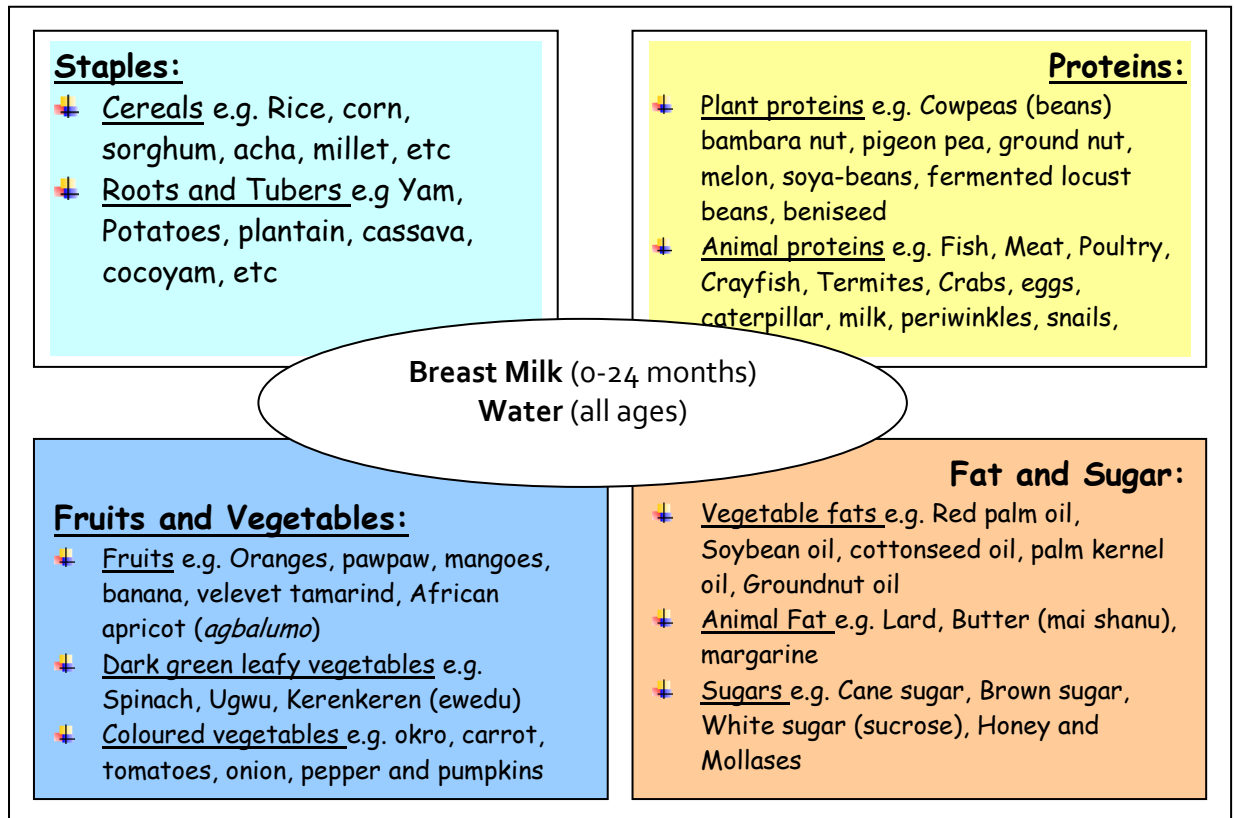 Staples:
Cereals e.g. Rice, corn,
sorghum, acha, millet, etc
Roots and Tubers e.g Yam,
Potatoes, plantain, cassava,
cocoyam, etc
Proteins:
Plant proteins e.g. Cowpeas (beans)
bambara nut, pigeon pea, ground nut,
melon, soya-beans, fermented locust
beans, beniseed
Animal proteins e.g. Fish, Meat, Poultry,
Crayfish, Termites, Crabs, eggs,
caterpillar, milk, periwinkles, snails,
Breast Milk (0-24 months)
Water (all ages)
Fruits and Vegetables:
Fruits e.g. Oranges, pawpaw, mangoes,
banana, velevet tamarind, African
apricot (agbalumo)
Dark green leafy vegetables e.g.
Spinach, Ugwu, Kerenkeren (ewedu)
Coloured vegetables e.g. okro, carrot,
tomatoes, onion, pepper and pumpkins
Fat and Sugar:
Vegetable fats e.g. Red palm oil,
Soybean oil, cottonseed oil, palm kernel
oil, Groundnut oil
Animal Fat e.g. Lard, Butter (mai shanu),
margarine
Sugars e.g. Cane sugar, Brown sugar,
White sugar (sucrose), Honey and
Mollases